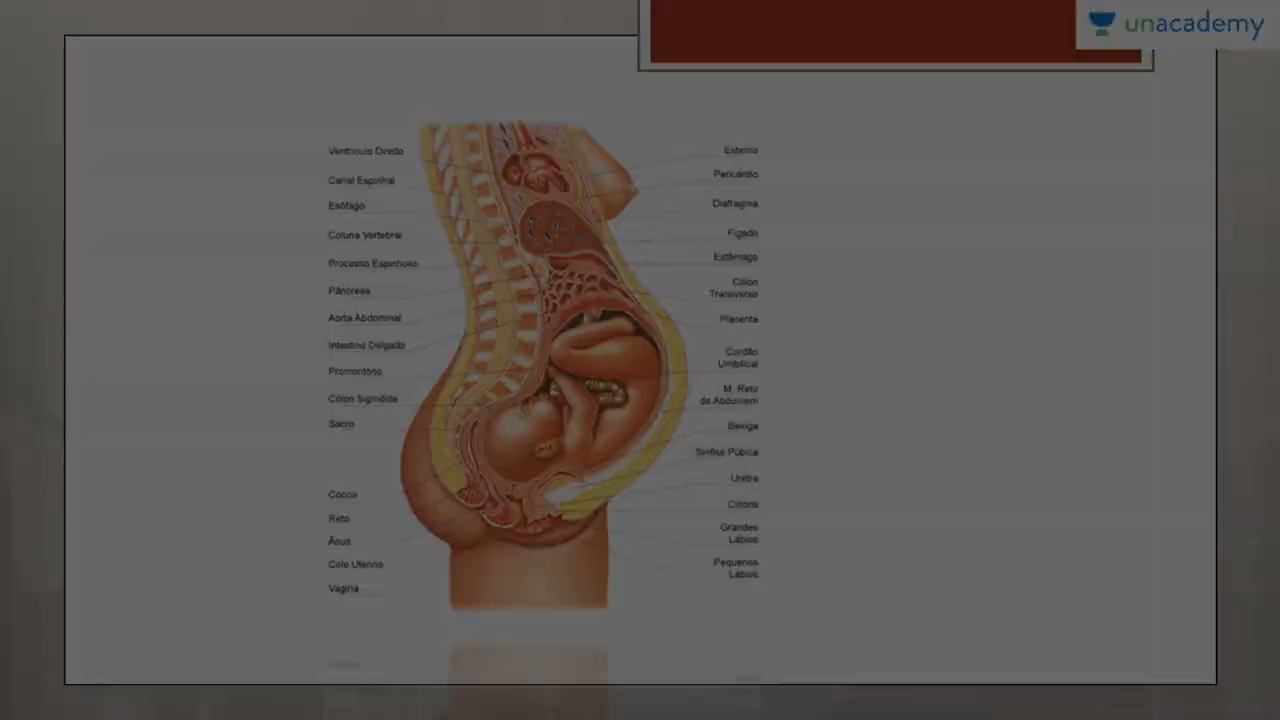 unacademy
Ventrículo Direito
Canal Espinhal
Esôfago
Coluna Vertebral
Processo Espinhoso
Pâncreas
Aorta Abdominal
Intestino Delgado
Promontório
Cólon Sigmóide
Sacro
Cóccix
Reto
Ânus
Colo Uterino
Vagina
Esterno
Pericárdio
Diafragma
Fígado
Estômago
Cólon
Transverso
Placenta
Cordão
Umbilical
M. Reto
do Abdomem
Bexiga
Sínfise Púbica
Uretra
Clitoris
Grandes
Lábios
Pequenos
Lábios